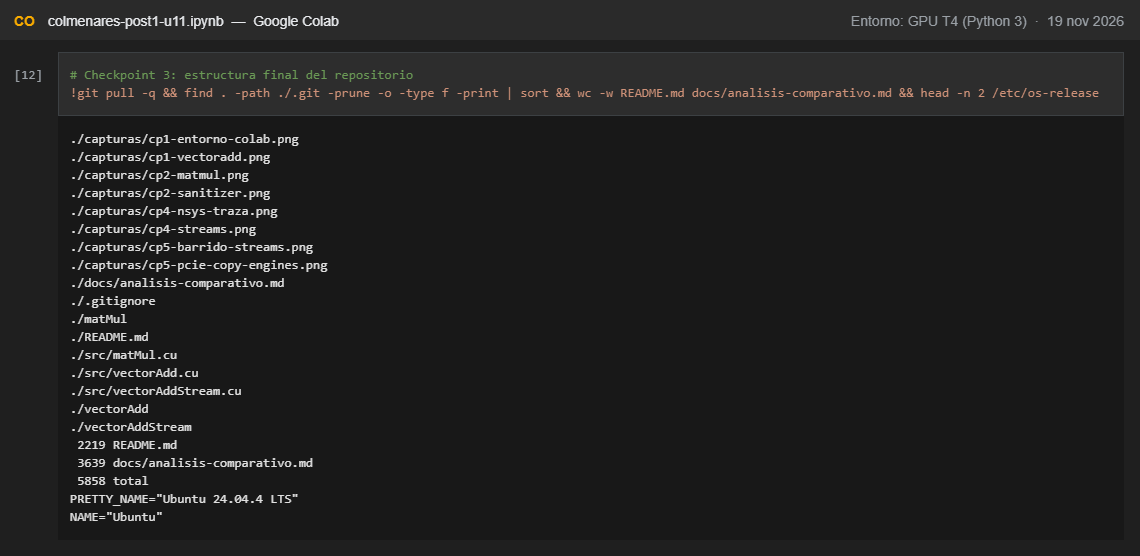 CO colmenares-post1-u11.ipynb — Google Colab Entorno: GPU T4 (Python 3) · 19 nov 2026
[12] # Checkpoint 3: estructura final del repositorio
!git pull -q && find . -path ./.git -prune -o -type f -print | sort && wc -w README.md docs/analisis-comparativo.md && head -n 2 /etc/os-release
./capturas/cp1-entorno-colab.png
./capturas/cp1-vectoradd.png
./capturas/cp2-matmul.png
./capturas/cp2-sanitizer.png
./capturas/cp4-nsys-traza.png
./capturas/cp4-streams.png
./capturas/cp5-barrido-streams.png
./capturas/cp5-pcie-copy-engines.png
./docs/analisis-comparativo.md
./.gitignore
./matMul
./README.md
./src/matMul.cu
./src/vectorAdd.cu
./src/vectorAddStream.cu
./vectorAdd
./vectorAddStream
2219 README.md
3639 docs/analisis-comparativo.md
5858 total
PRETTY_NAME="Ubuntu 24.04.4 LTS"
NAME="Ubuntu"